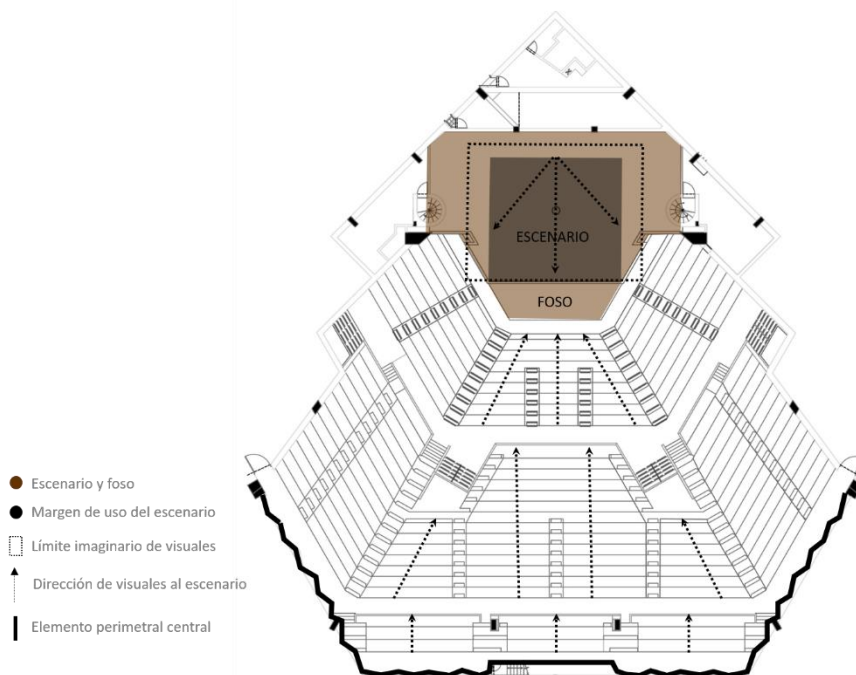 ESCENARIO
FOSO
Escenario y foso
Margen de uso del escenario
Límite imaginario de visuales
Dirección de visuales al escenario
Elemento perimetral central